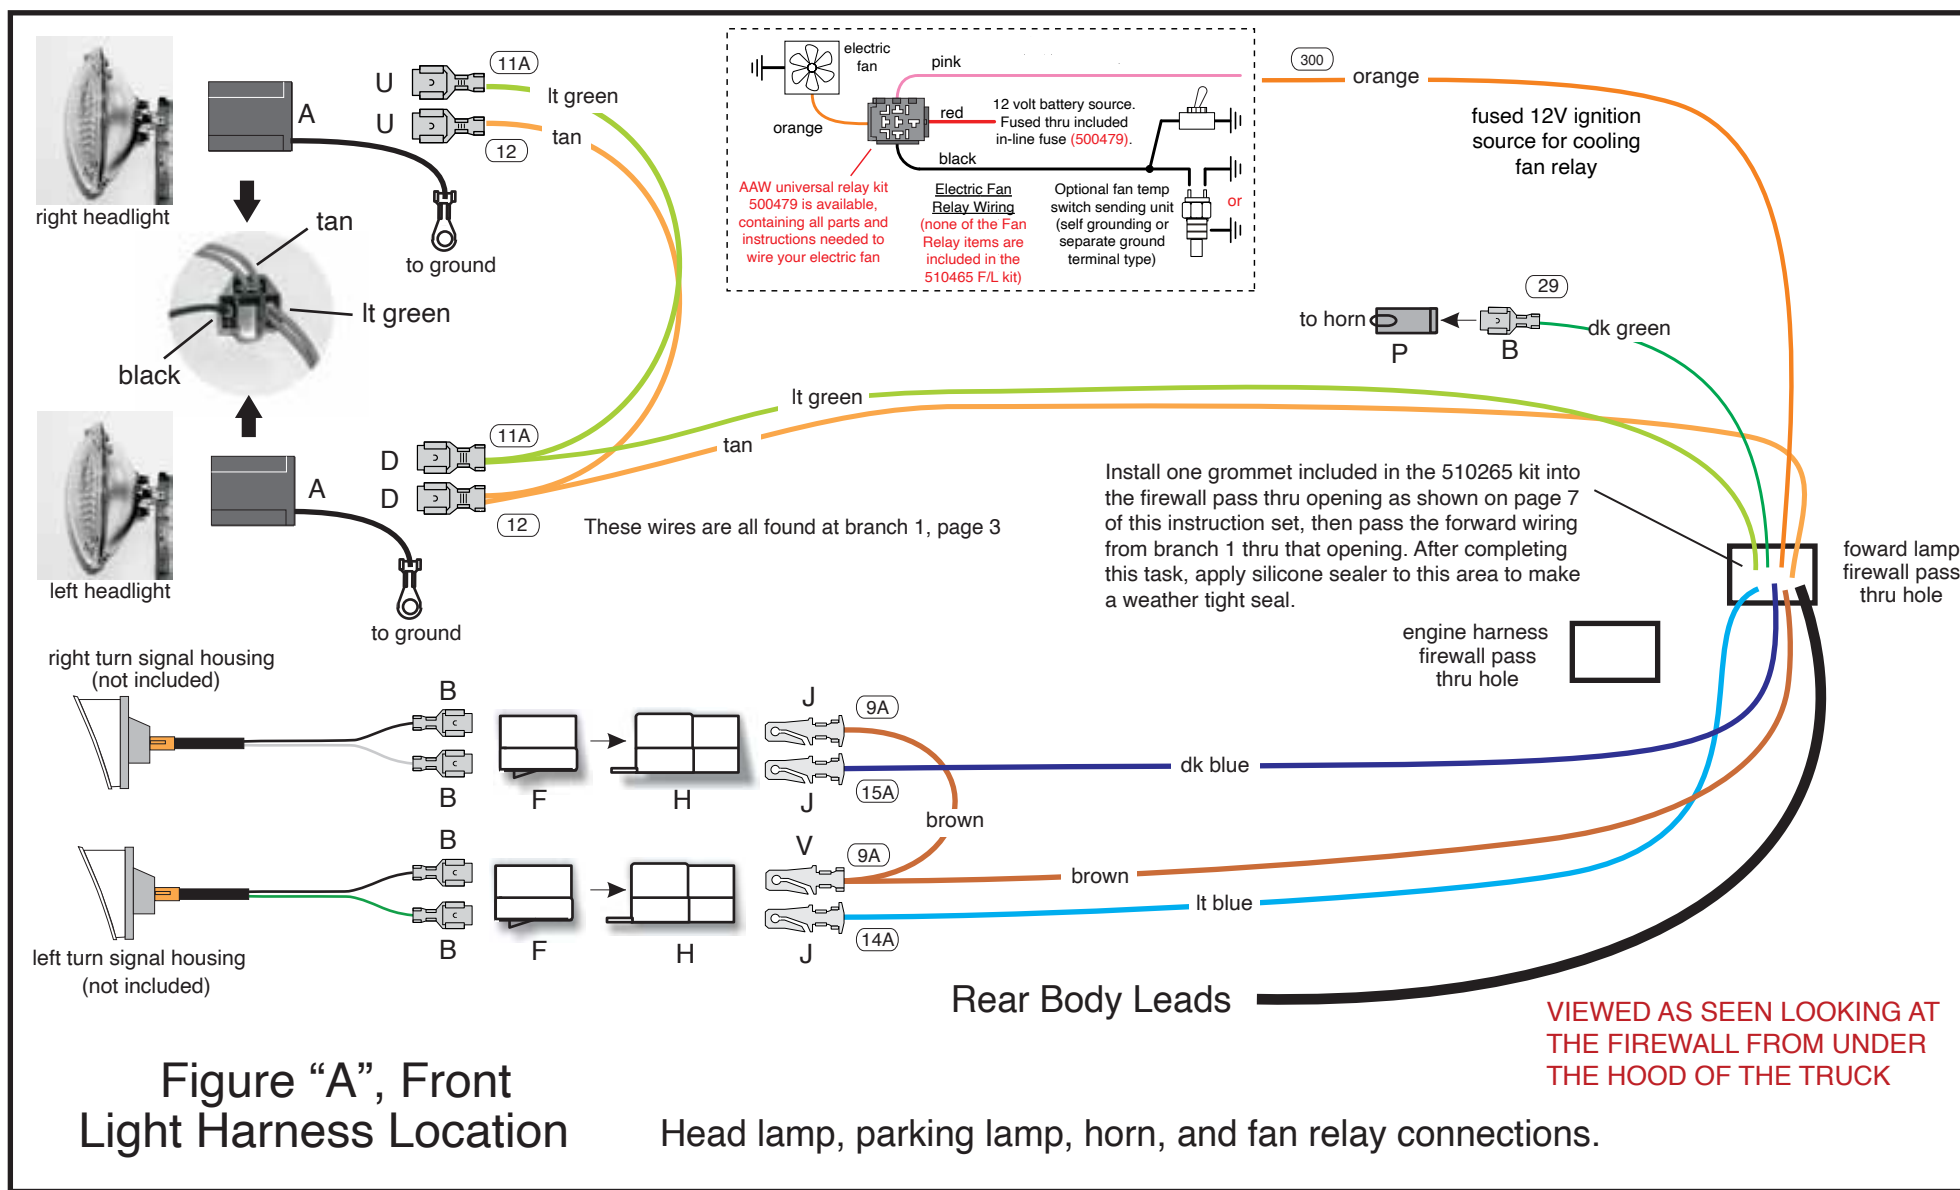 right headlight
A
U
11A
lt green
U
12
tan
to ground
tan
lt green
black
left headlight
A
D
11A
D
12
to ground
lt green
tan
These wires are all found at branch 1, page 3
electric
fan
pink
orange
red
12 volt battery source.
Fused thru included
in-line fuse (500479).
black
AAW universal relay kit
500479 is available,
containing all parts and
instructions needed to
wire your electric fan
Electric Fan
Relay Wiring
(none of the Fan
Relay items are
included in the
510465 F/L kit)
Optional fan temp
switch sending unit
(self grounding or
separate ground
terminal type)
or
300
orange
fused 12V ignition
source for cooling
fan relay
to horn
P
B
29
dk green
Install one grommet included in the 510265 kit into
the firewall pass thru opening as shown on page 7
of this instruction set, then pass the forward wiring
from branch 1 thru that opening. After completing
this task, apply silicone sealer to this area to make
a weather tight seal.
foward lamp
firewall pass
thru hole
engine harness
firewall pass
thru hole
right turn signal housing
(not included)
B
B
F
H
J
9A
J
15A
dk blue
brown
left turn signal housing
(not included)
B
B
F
H
V
9A
J
14A
brown
lt blue
Rear Body Leads
VIEWED AS SEEN LOOKING AT
THE FIREWALL FROM UNDER
THE HOOD OF THE TRUCK
Figure “A”, Front
Light Harness Location
Head lamp, parking lamp, horn, and fan relay connections.